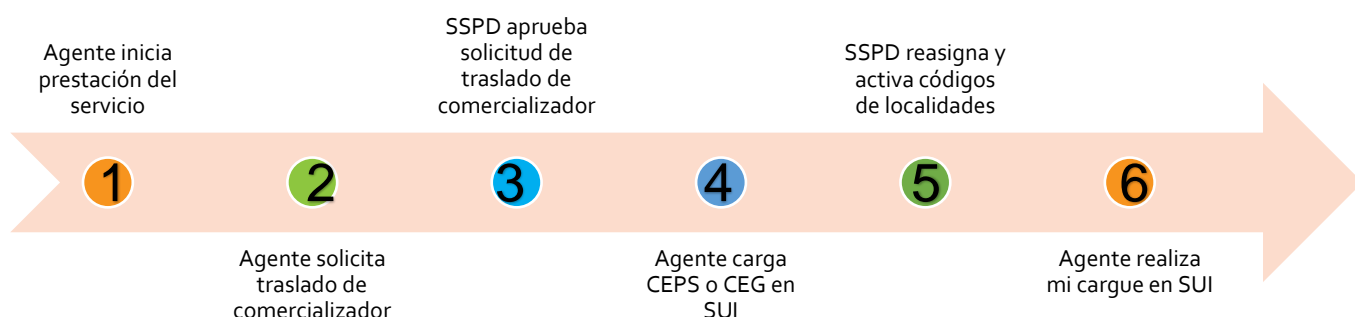 Agente inicia
prestación del
servicio
1
Agente solicita
traslado de
comercializador
2
SSPD aprueba
solicitud de
traslado de
comercializador
3
Agente carga
CEPS o CEG en
SUI
4
SSPD reasigna y
activa códigos
de localidades
5
Agente realiza
mi cargue en SUI
6